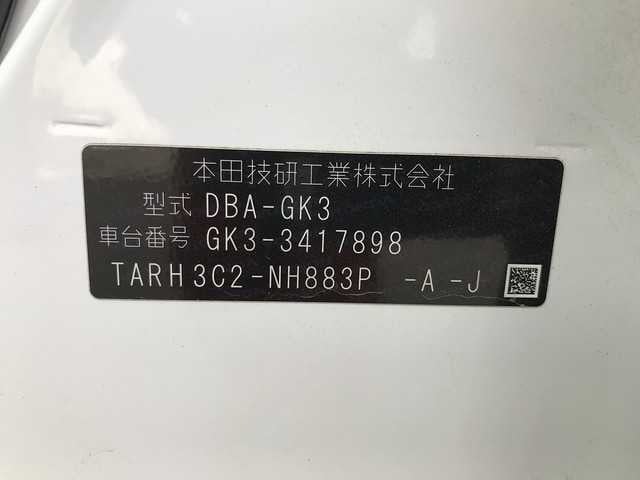 本田技研工業株式会社
型式 DBA-GK3
車台番号 GK3-3417898
TARH3C2-NH883P -A -J